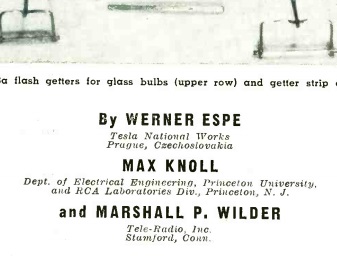 a flash getters for glass bulbs (upper row) and getter strip
By WERNER ESPE
Tesla National Works
Prague, Czechoslovakia
MAX KNOLL
Dept. of Electrical Engineering, Princeton University,
and RCA Laboratories Div., Princeton, N. J.
and MARSHALL P. WILDER
Tele-Radio, Inc.
Stamford, Conn.